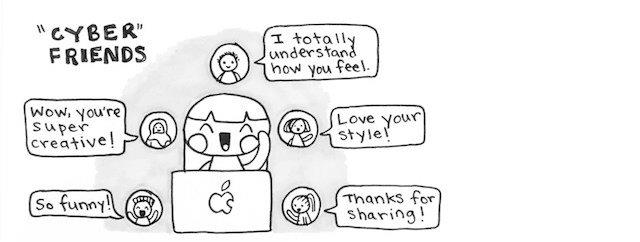 "CYBER"
FRIENDS
I totally
understand
how you feel.
Wow, you're
super
creative!
Love your
style!
So funny!
Thanks for
sharing!